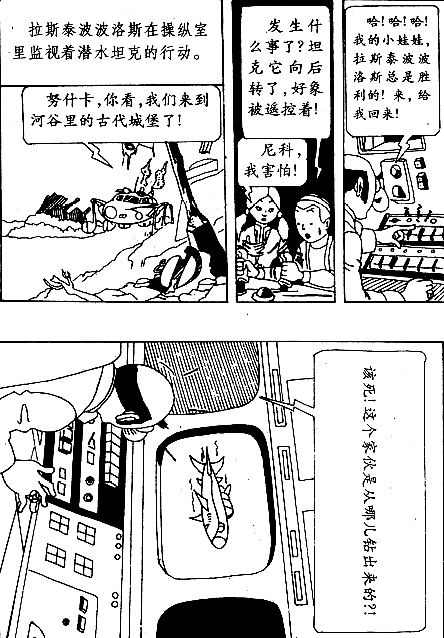 拉斯泰波波洛斯在操纵室
里监视着潜水坦克的行动。
努什卡,你看,我们来到
河谷里的古代城堡了!
发生什
么事了?坦
克它向后
转了,好象
被遥控着!
尼科,
我害怕!
哈!哈!哈!
我的小娃娃,
拉斯泰波波
洛斯总是胜
利的!来,给
我回来!
该死!这个家伙是从哪儿钻出来的?!